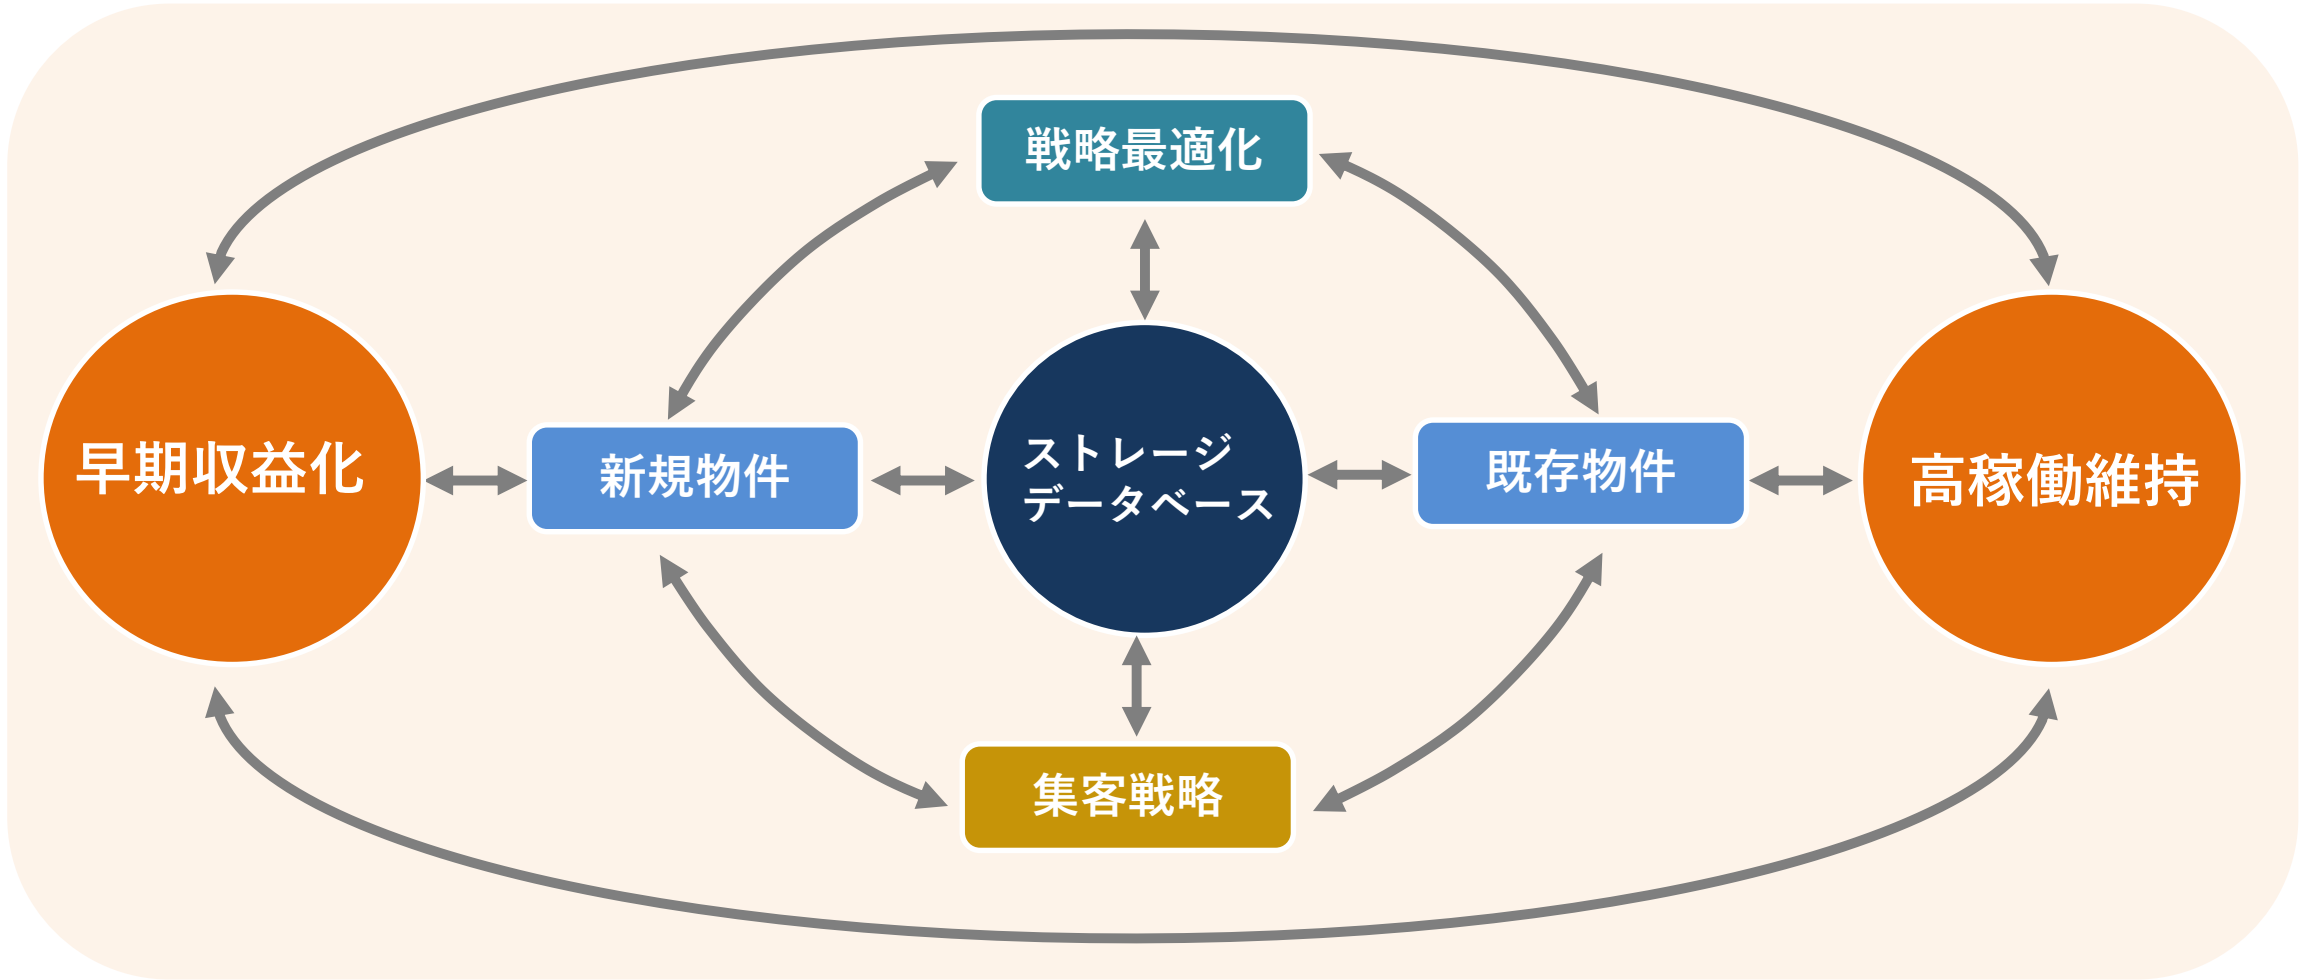 戦略最適化
早期収益化
新規物件
ストレージ
データベース
既存物件
高稼働維持
集客戦略